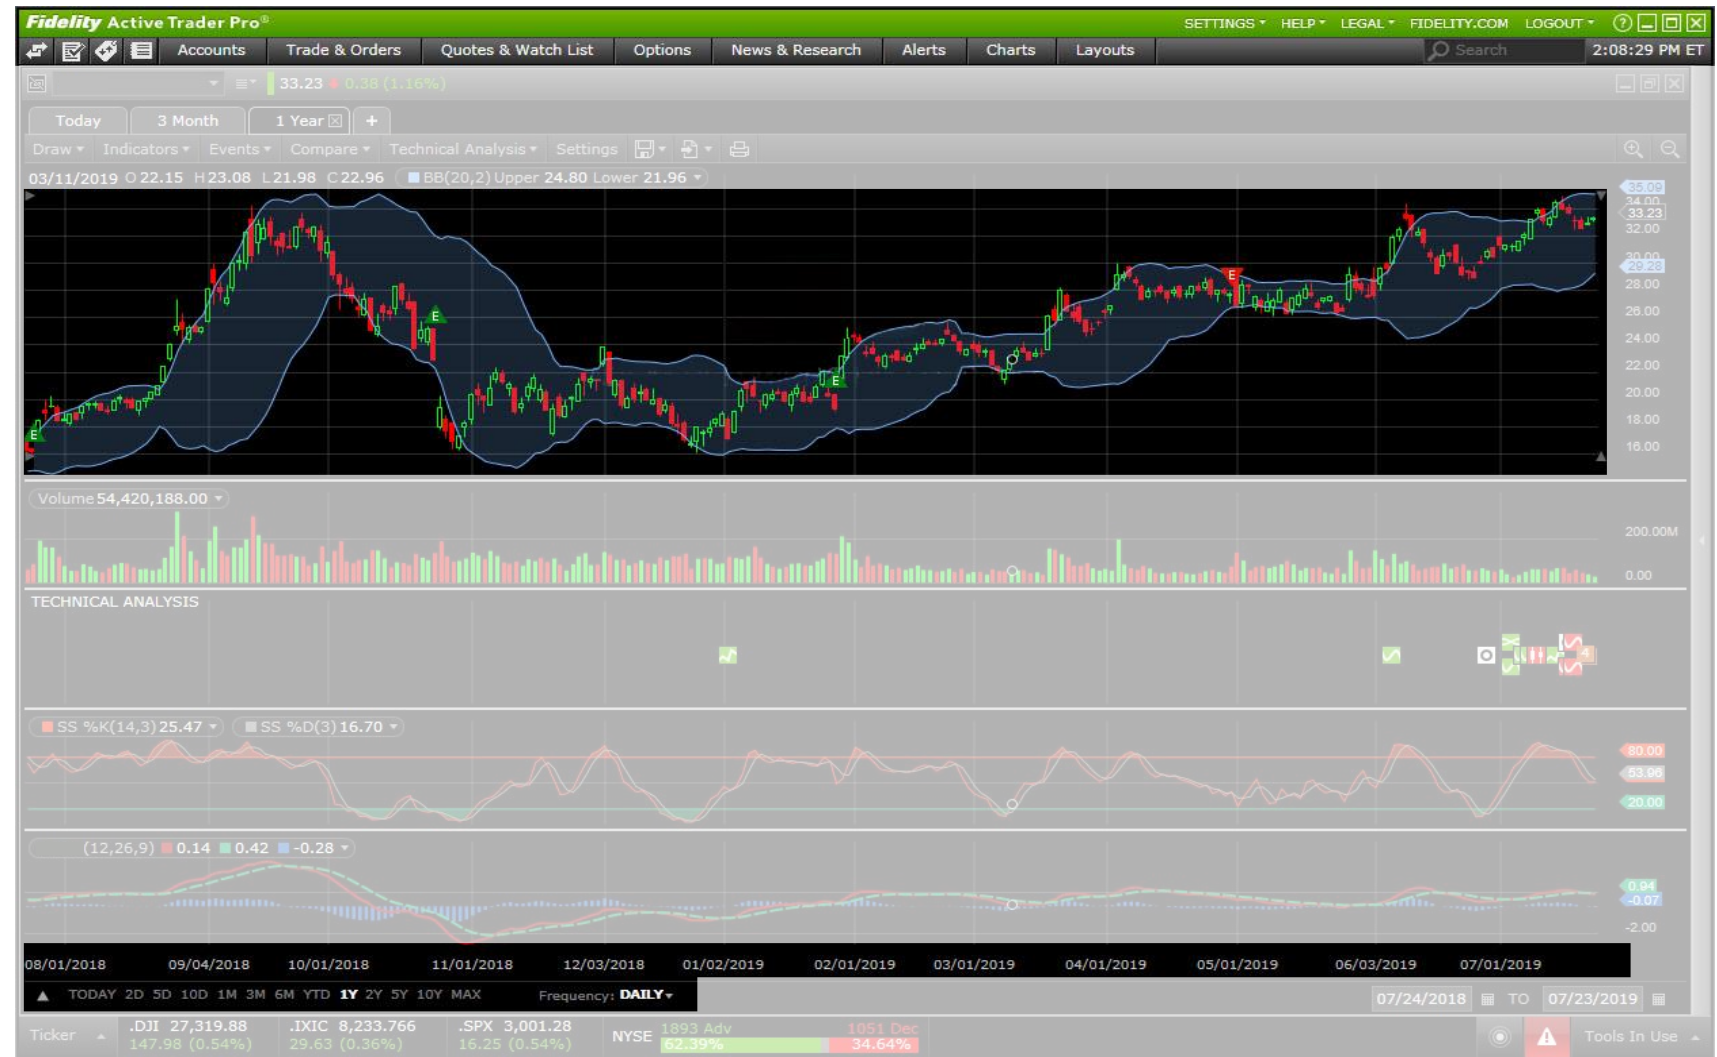 Fidelity Active Trader Pro® SETTINGS HELP LEGAL FIDELITY.COM LOGOUT ?
Accounts Trade & Orders Quotes & Watch List Options News & Research Alerts Charts Layouts Search 2:08:29 PM ET
33.23 0.38 (1.16%)
Today 3 Month 1 Year +
Draw Indicators Events Compare Technical Analysis Settings
03/11/2019 O 22.15 H 23.08 L 21.98 C 22.96 BB(20,2) Upper 24.80 Lower 21.96
35.09
34.00
33.23
32.00
30.00
29.28
28.00
26.00
24.00
22.00
20.00
18.00
16.00
E
E
E
E
Volume 54,420,188.00
200.00M
0.00
TECHNICAL ANALYSIS
4
SS %K(14,3) 25.47 SS %D(3) 16.70
80.00
53.96
20.00
(12,26,9) 0.14 0.42 -0.28
0.94
-0.07
-2.00
08/01/2018 09/04/2018 10/01/2018 11/01/2018 12/03/2018 01/02/2019 02/01/2019 03/01/2019 04/01/2019 05/01/2019 06/03/2019 07/01/2019
TODAY 2D 5D 10D 1M 3M 6M YTD 1Y 2Y 5Y 10Y MAX Frequency: DAILY 07/24/2018 TO 07/23/2019
Ticker .DJI 27,319.88 .IXIC 8,233.766 .SPX 3,001.28 NYSE 1893 Adv 1051 Dec Tools In Use
147.98 (0.54%) 29.63 (0.36%) 16.25 (0.54%) 62.39% 34.64%